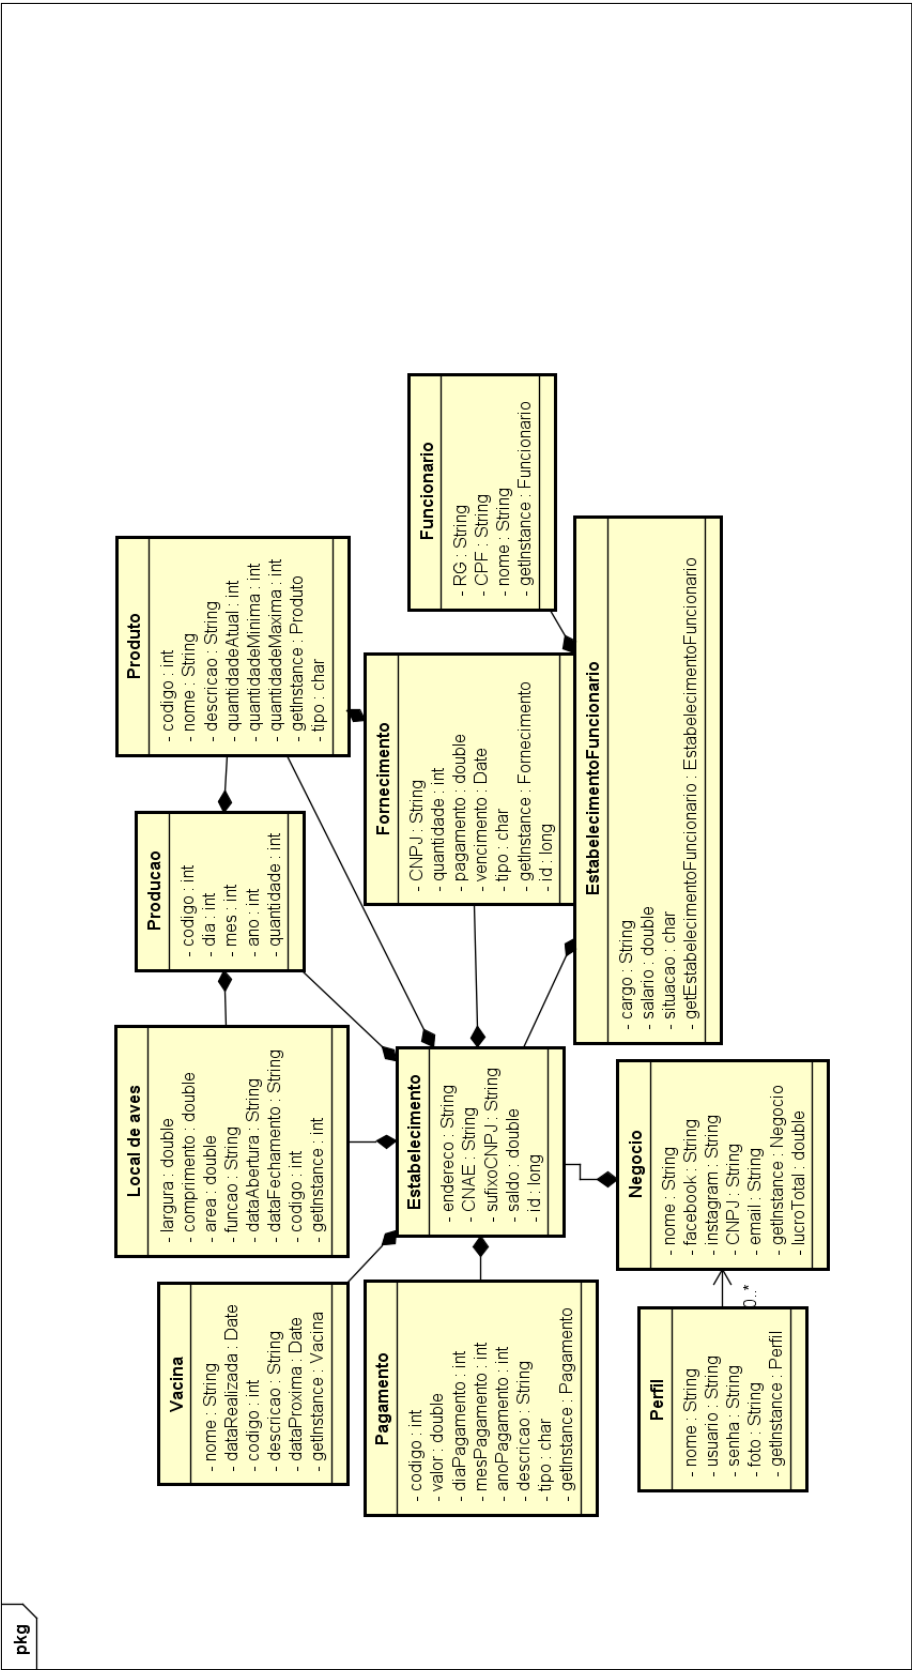 pkg
Vacina
- nome : String
- dataRealizada : Date
- codigo : int
- descricao : String
- dataProxima : Date
- getInstance : Vacina
Local de aves
- largura : double
- comprimento : double
- area : double
- funcao : String
- dataAbertura : String
- dataFechamento : String
- codigo : int
- getInstance : int
Producao
- codigo : int
- dia : int
- mes : int
- ano : int
- quantidade : int
Produto
- codigo : int
- nome : String
- descricao : String
- quantidadeAtual : int
- quantidadeMinima : int
- quantidadeMaxima : int
- getInstance : Produto
- tipo : char
Pagamento
- codigo : int
- valor : double
- diaPagamento : int
- mesPagamento : int
- anoPagamento : int
- descricao : String
- tipo : char
- getInstance : Pagamento
Estabelecimento
- endereco : String
- CNAE : String
- sufixoCNPJ : String
- saldo : double
- id : long
Fornecimento
- CNPJ : String
- quantidade : int
- pagamento : double
- vencimento : Date
- tipo : char
- getInstance : Fornecimento
- id : long
Funcionario
- RG : String
- CPF : String
- nome : String
- getInstance : Funcionario
EstabelecimentoFuncionario
- cargo : String
- salario : double
- situacao : char
- getEstabelecimentoFuncionario : EstabelecimentoFuncionario
Perfil
- nome : String
- usuario : String
- senha : String
- foto : String
- getInstance : Perfil
0..*
Negocio
- nome : String
- facebook : String
- instagram : String
- CNPJ : String
- email : String
- getInstance : Negocio
- lucroTotal : double